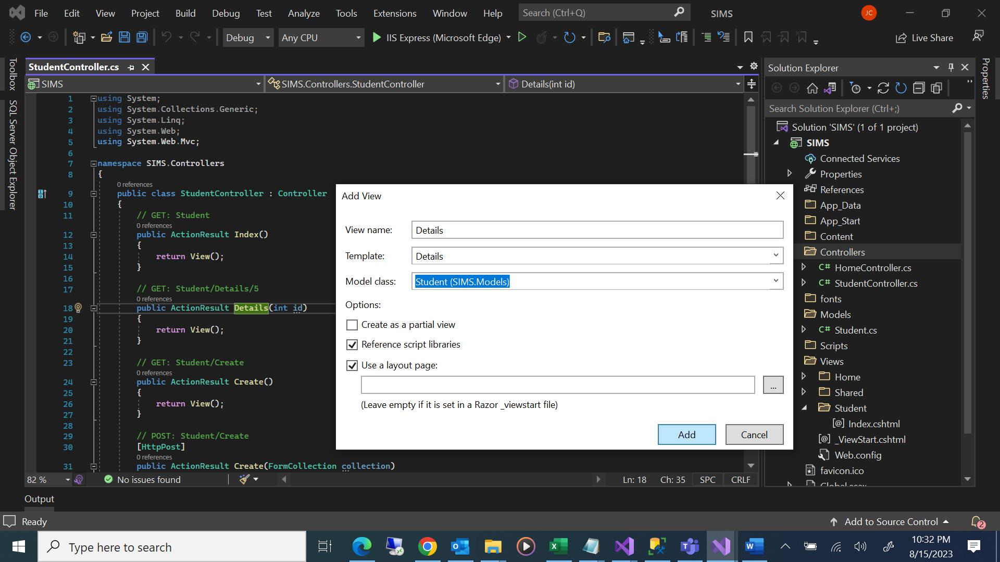 File Edit View Project Build Debug Test Analyze Tools Extensions Window Help Search (Ctrl+Q) SIMS JC
Debug Any CPU IIS Express (Microsoft Edge) Live Share
Toolbox
SQL Server Object Explorer
StudentController.cs
SIMS SIMS.Controllers.StudentController Details(int id)
1 using System;
2 using System.Collections.Generic;
3 using System.Linq;
4 using System.Web;
5 using System.Web.Mvc;
6
7 namespace SIMS.Controllers
8 {
0 references
9 public class StudentController : Controller
10 {
11 // GET: Student
0 references
12 public ActionResult Index()
13 {
14 return View();
15 }
16
17 // GET: Student/Details/5
0 references
18 public ActionResult Details(int id)
19 {
20 return View();
21 }
22
23 // GET: Student/Create
0 references
24 public ActionResult Create()
25 {
26 return View();
27 }
28
29 // POST: Student/Create
30 [HttpPost]
0 references
31 public ActionResult Create(FormCollection collection)
82 % No issues found Ln: 18 Ch: 35 SPC CRLF
Add View
View name: Details
Template: Details
Model class: Student (SIMS.Models)
Options:
Create as a partial view
Reference script libraries
Use a layout page:
...
(Leave empty if it is set in a Razor _viewstart file)
Add Cancel
Solution Explorer
Search Solution Explorer (Ctrl+;)
Solution 'SIMS' (1 of 1 project)
SIMS
Connected Services
Properties
References
App_Data
App_Start
Content
Controllers
C# HomeController.cs
C# StudentController.cs
fonts
Models
C# Student.cs
Scripts
Views
Home
Shared
Student
[@] Index.cshtml
[@] _ViewStart.cshtml
Web.config
favicon.ico
Global.asax
Properties
Output
Ready Add to Source Control 2
Type here to search
10:32 PM
8/15/2023